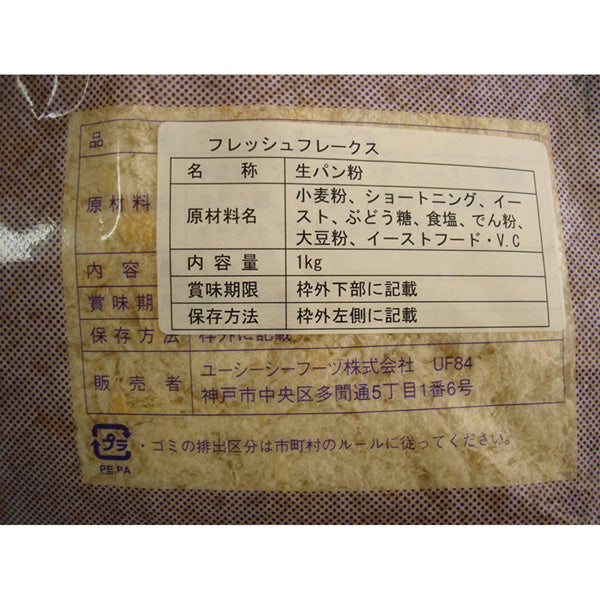 品
フレッシュフレークス
名称 生パン粉
原材料
原材料名 小麦粉、ショートニング、イー
スト、ぶどう糖、食塩、でん粉、
大豆粉、イーストフード・V.C
内容
内容量 1kg
賞味期
賞味期限 枠外下部に記載
保存方法 枠外左側に記載
保存方法 枠外に記載
販売者 ユーシーシーフーヅ株式会社 UF84
神戸市中央区多聞通5丁目1番6号
プラ
PE.PA
・ゴミの排出区分は市町村のルールに従ってください。